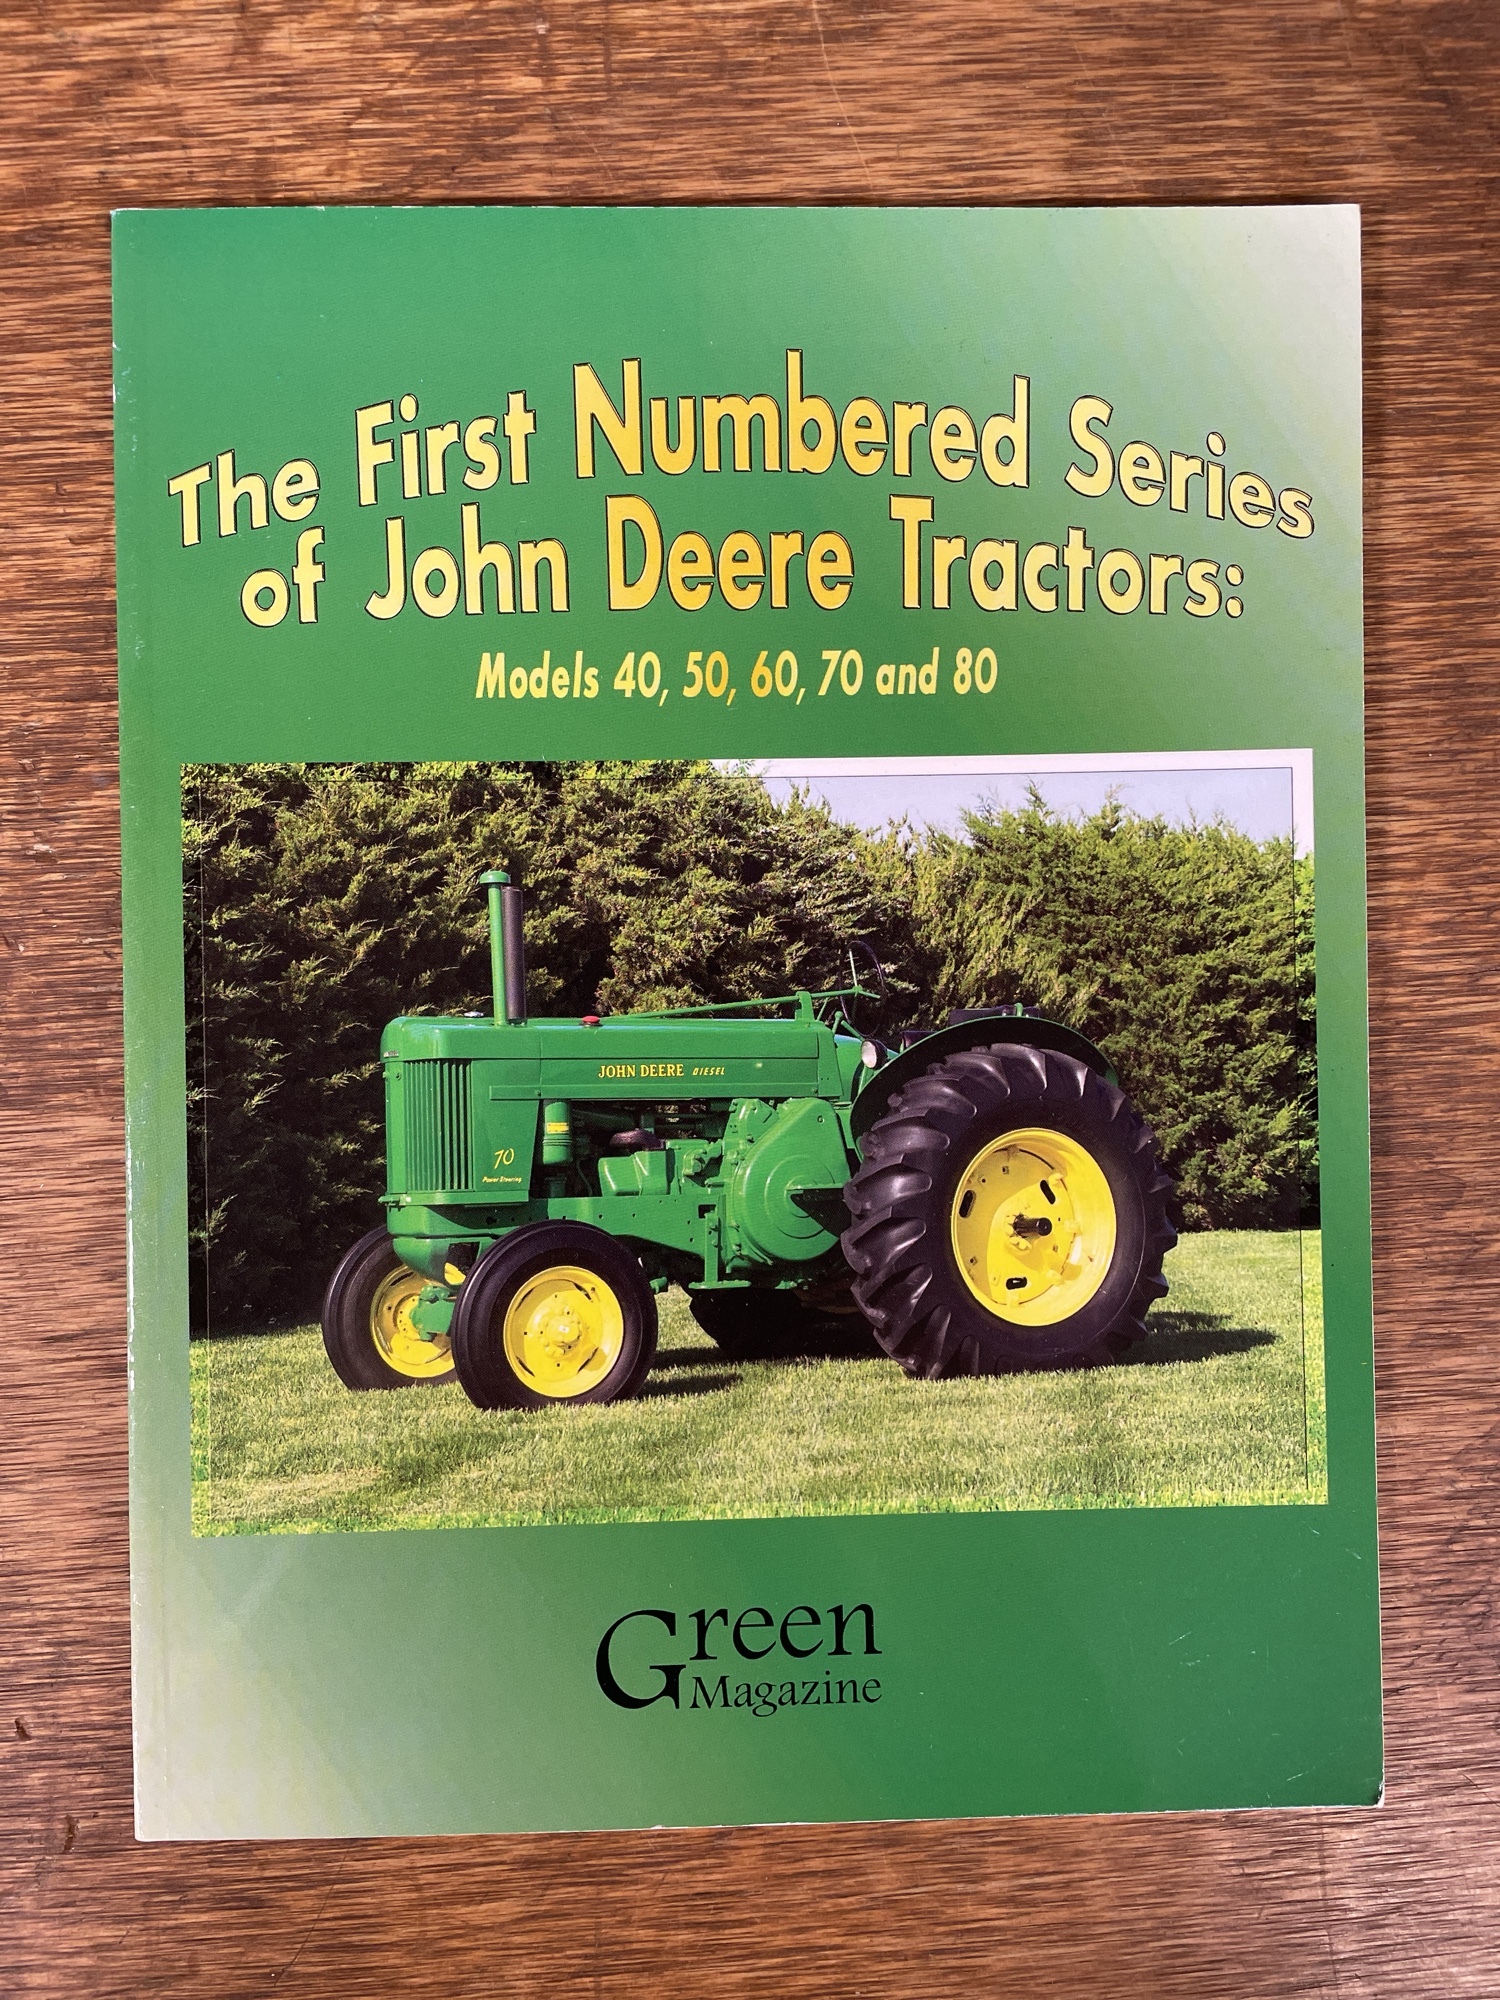 The First Numbered Series
of John Deere Tractors:
Models 40, 50, 60, 70 and 80
JOHN DEERE DIESEL
70
Power Steering
Green
Magazine